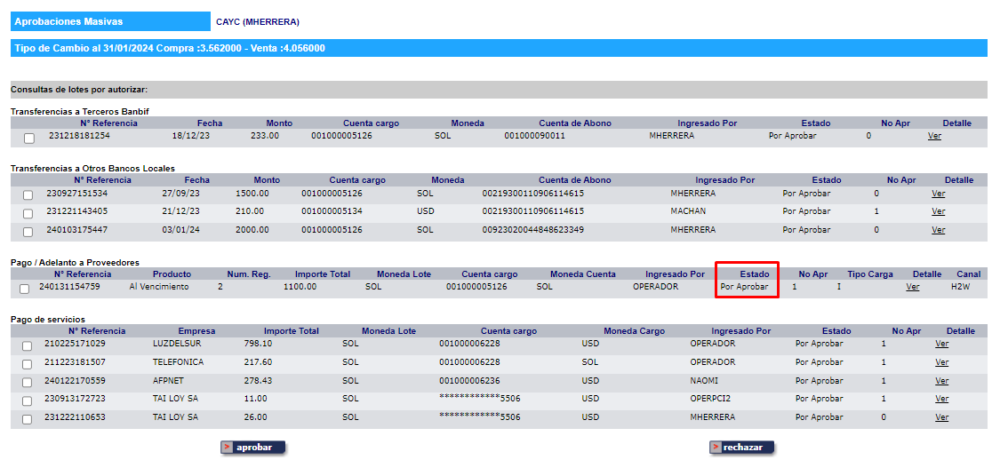 Aprobaciones Masivas CAYC (MHERRERA)
Tipo de Cambio al 31/01/2024 Compra :3.562000 - Venta :4.056000
Consultas de lotes por autorizar:
Transferencias a Terceros Banbif
N° Referencia Fecha Monto Cuenta cargo Moneda Cuenta de Abono Ingresado Por Estado No Apr Detalle
231218181254 18/12/23 233.00 001000005126 SOL 001000090011 MHERRERA Por Aprobar 0 Ver
Transferencias a Otros Bancos Locales
N° Referencia Fecha Monto Cuenta cargo Moneda Cuenta de Abono Ingresado Por Estado No Apr Detalle
230927151534 27/09/23 1500.00 001000005126 SOL 00219300110906114615 MHERRERA Por Aprobar 0 Ver
231221143405 21/12/23 210.00 001000005134 USD 00219300110906114615 MACHAN Por Aprobar 1 Ver
240103175447 03/01/24 2000.00 001000005126 SOL 00923020044848623349 MHERRERA Por Aprobar 0 Ver
Pago / Adelanto a Proveedores
N° Referencia Producto Num. Reg. Importe Total Moneda Lote Cuenta cargo Moneda Cuenta Ingresado Por Estado No Apr Tipo Carga Detalle Canal
240131154759 Al Vencimiento 2 1100.00 SOL 001000005126 SOL OPERADOR Por Aprobar 1 I Ver H2W
Pago de servicios
N° Referencia Empresa Importe Total Moneda Lote Cuenta cargo Moneda Cargo Ingresado Por Estado No Apr Detalle
210225171029 LUZDELSUR 798.10 SOL 001000006228 USD OPERADOR Por Aprobar 1 Ver
211223181507 TELEFONICA 217.60 SOL 001000006228 SOL OPERADOR Por Aprobar 1 Ver
240122170559 AFPNET 278.43 SOL 001000006236 USD NAOMI Por Aprobar 1 Ver
230913172723 TAI LOY SA 11.00 SOL ************5506 USD OPERPCI2 Por Aprobar 1 Ver
231222110653 TAI LOY SA 26.00 SOL ************5506 USD MHERRERA Por Aprobar 0 Ver
> aprobar > rechazar